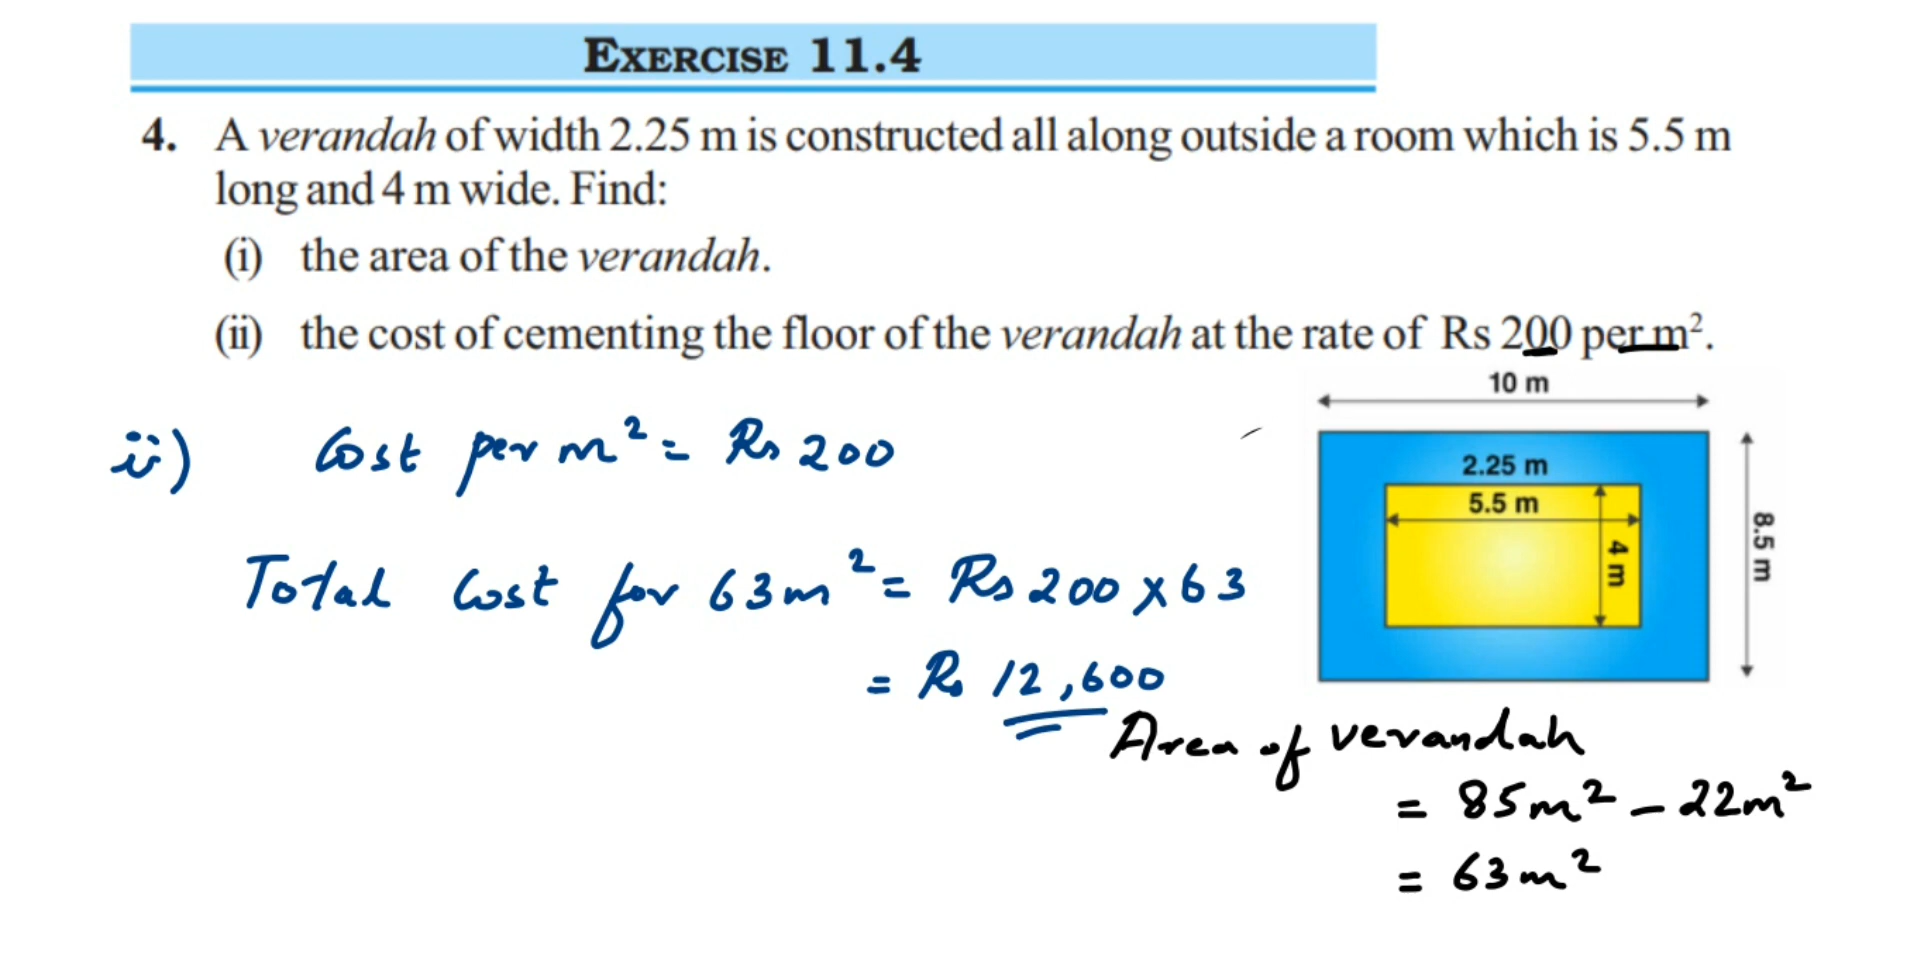 EXERCISE 11.4
4. A verandah of width 2.25 m is constructed all along outside a room which is 5.5 m
long and 4 m wide. Find:
(i) the area of the verandah.
(ii) the cost of cementing the floor of the verandah at the rate of Rs 200 per m².
10 m
2.25 m
5.5 m
4 m
8.5 m
ii) Cost per m² = Rs 200
Total Cost for 63m² = Rs 200 × 63
= Rs 12,600
Area of verandah
= 85m² - 22m²
= 63m²